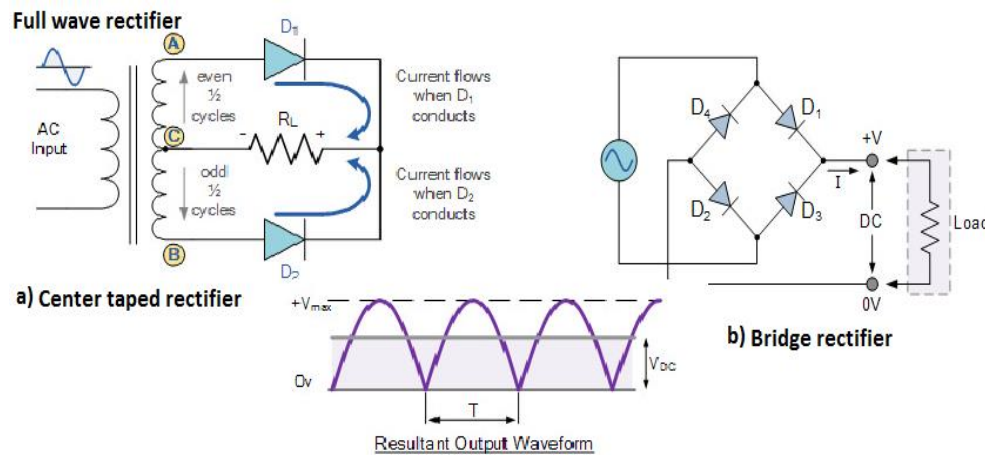 Full wave rectifier
A
D1
even
½
cycles
Current flows
when D1
conducts
AC
Input
C
-
RL
+
odd
½
cycles
Current flows
when D2
conducts
B
D2
a) Center taped rectifier
D4
D1
D2
D3
+V
I
DC
Load
0V
b) Bridge rectifier
+Vmax
0v
VDC
T
Resultant Output Waveform